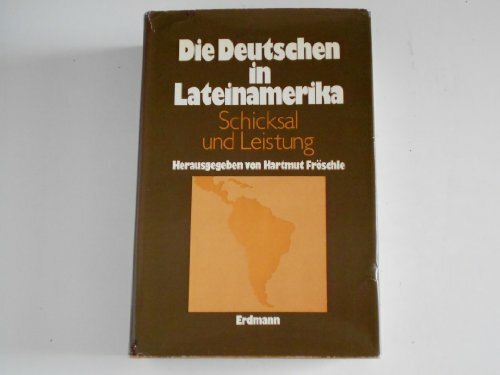 Die Deutschen
in
Lateinamerika
Schicksal
und Leistung
Herausgegeben von Hartmut Fröschle
Erdmann